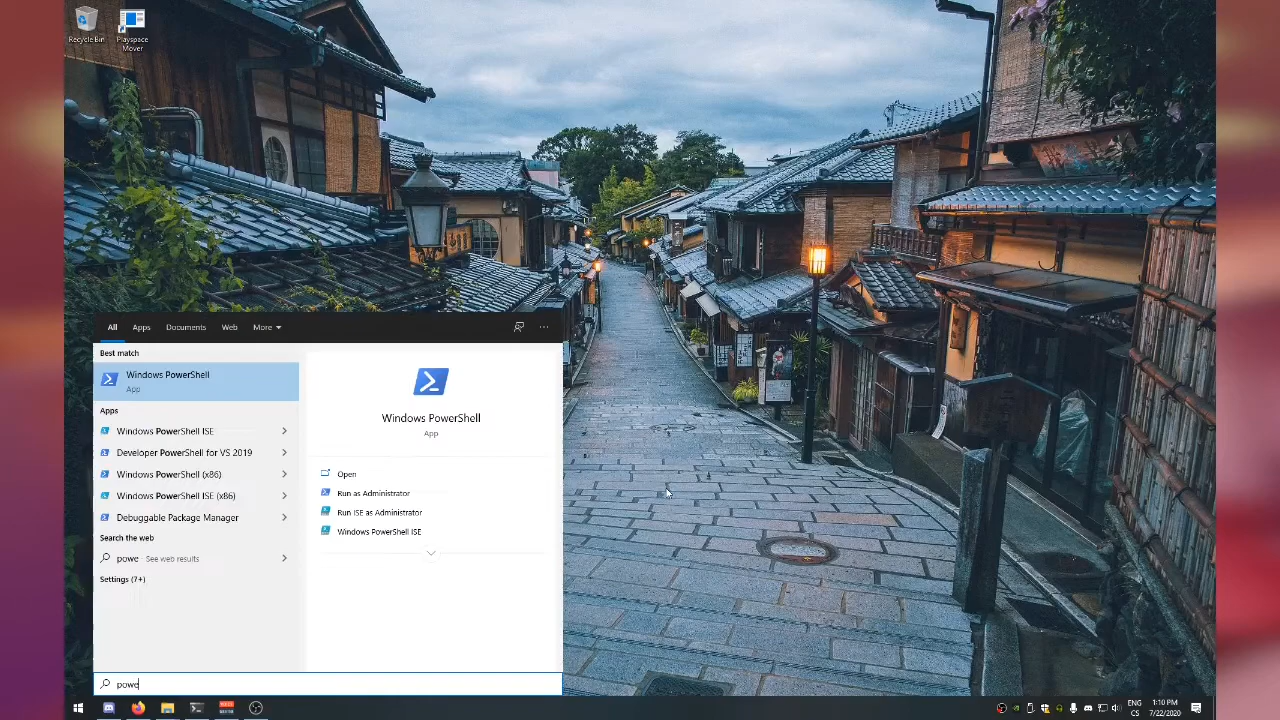 Recycle Bin
Playspace
Mover
All
Apps
Documents
Web
More
Best match
Windows PowerShell
App
Apps
Windows PowerShell ISE
Developer PowerShell for VS 2019
Windows PowerShell (x86)
Windows PowerShell ISE (x86)
Debuggable Package Manager
Search the web
powe - See web results
Settings (7+)
Windows PowerShell
App
Open
Run as Administrator
Run ISE as Administrator
Windows PowerShell ISE
powe
ENG
CS
1:10 PM
7/22/2020